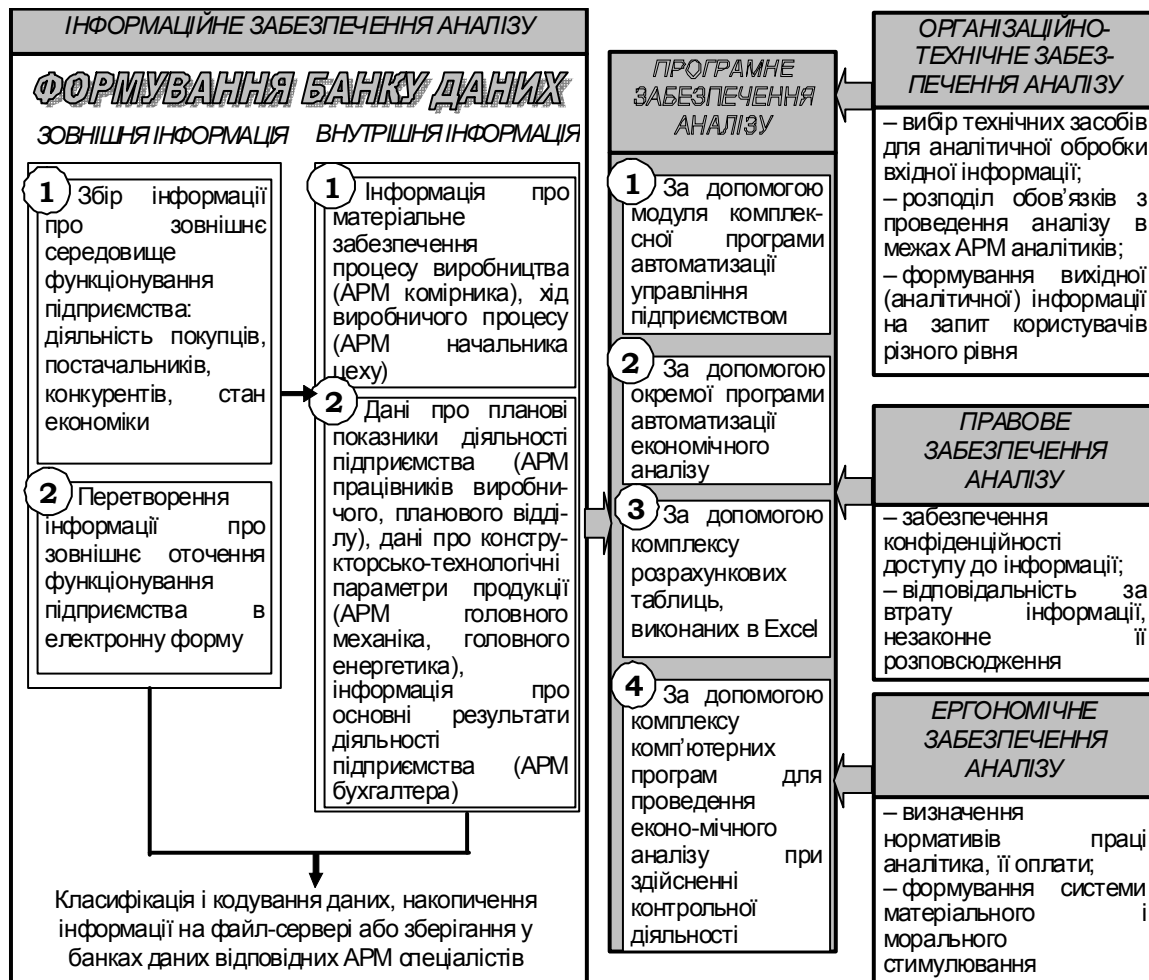 ІНФОРМАЦІЙНЕ ЗАБЕЗПЕЧЕННЯ АНАЛІЗУ
ФОРМУВАННЯ БАНКУ ДАНИХ
ЗОВНІШНЯ ІНФОРМАЦІЯ
1 Збір інформації
про зовнішнє
середовище
функціонування
підприємства:
діяльність покупців,
постачальників,
конкурентів, стан
економіки
2 Перетворення
інформації про
зовнішнє оточення
функціонування
підприємства в
електронну форму
ВНУТРІШНЯ ІНФОРМАЦІЯ
1 Інформація про
матеріальне
забезпечення
процесу виробництва
(АРМ комірника), хід
виробничого процесу
(АРМ начальника
цеху)
2 Дані про планові
показники діяльності
підприємства (АРМ
працівників виробни-
чого, планового відді-
лу), дані про констру-
кторсько-технологічні
параметри продукції
(АРМ головного
механіка, головного
енергетика),
інформація про
основні результати
діяльності
підприємства (АРМ
бухгалтера)
Класифікація і кодування даних, накопичення
інформації на файл-сервері або зберігання у
банках даних відповідних АРМ спеціалістів
ПРОГРАМНЕ
ЗАБЕЗПЕЧЕННЯ
АНАЛІЗУ
1 За допомогою
модуля комплек-
сної програми
автоматизації
управління
підприємством
2 За допомогою
окремої програми
автоматизації
економічного
аналізу
3 За допомогою
комплексу
розрахункових
таблиць,
виконаних в Excel
4 За допомогою
комплексу
комп’ютерних
програм для
проведення
еконо-мічного
аналізу при
здійсненні
контрольної
діяльності
ОРГАНІЗАЦІЙНО-
ТЕХНІЧНЕ ЗАБЕЗ-
ПЕЧЕННЯ АНАЛІЗУ
– вибір технічних засобів
для аналітичної обробки
вхідної інформації;
– розподіл обов’язків з
проведення аналізу в
межах АРМ аналітиків;
– формування вихідної
(аналітичної) інформації
на запит користувачів
різного рівня
ПРАВОВЕ
ЗАБЕЗПЕЧЕННЯ
АНАЛІЗУ
– забезпечення
конфіденційності
доступу до інформації;
– відповідальність за
втрату інформації,
незаконне її
розповсюдження
ЕРГОНОМІЧНЕ
ЗАБЕЗПЕЧЕННЯ
АНАЛІЗУ
– визначення
нормативів праці
аналітика, її оплати;
– формування системи
матеріального і
морального
стимулювання